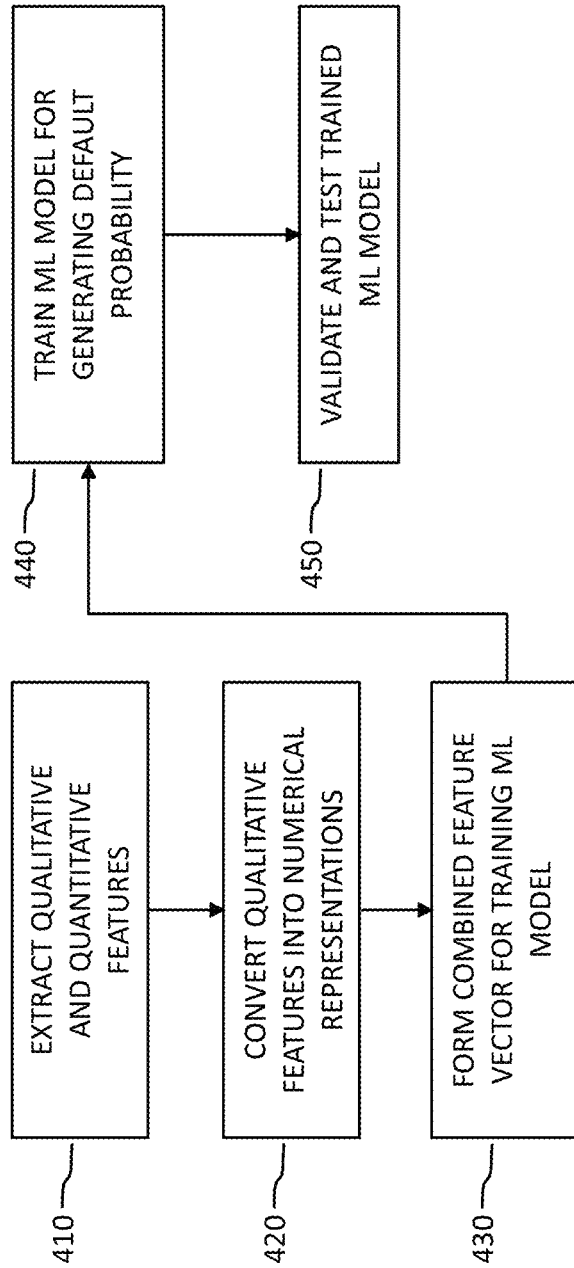 410
EXTRACT QUALITATIVE
AND QUANTITATIVE
FEATURES
420
CONVERT QUALITATIVE
FEATURES INTO NUMERICAL
REPRESENTATIONS
430
FORM COMBINED FEATURE
VECTOR FOR TRAINING ML
MODEL
440
TRAIN ML MODEL FOR
GENERATING DEFAULT
PROBABILITY
450
VALIDATE AND TEST TRAINED
ML MODEL